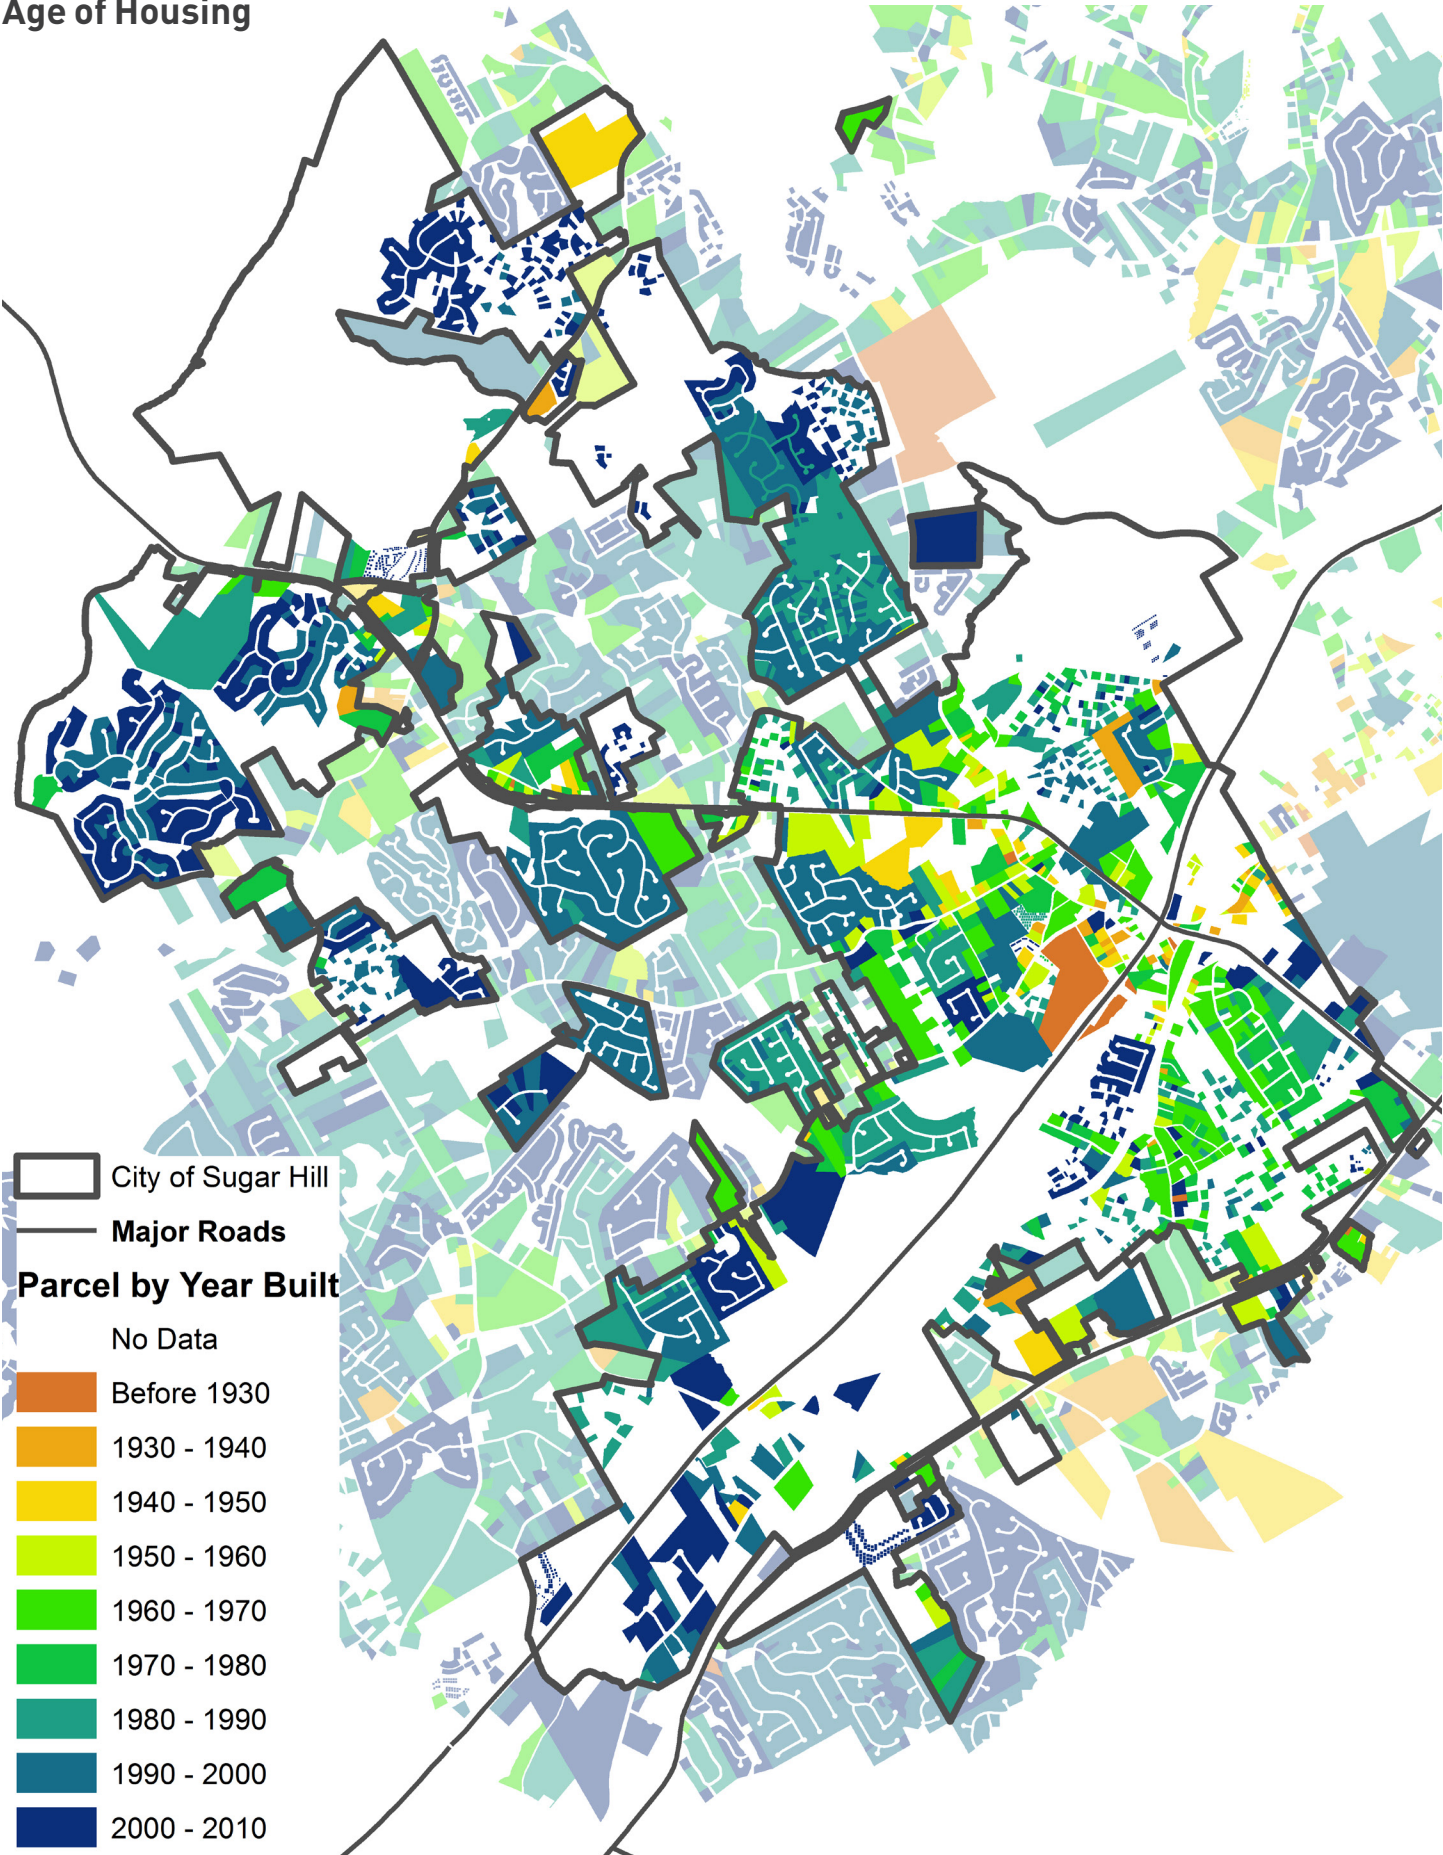 Age of Housing
City of Sugar Hill
Major Roads
Parcel by Year Built
No Data
Before 1930
1930 - 1940
1940 - 1950
1950 - 1960
1960 - 1970
1970 - 1980
1980 - 1990
1990 - 2000
2000 - 2010